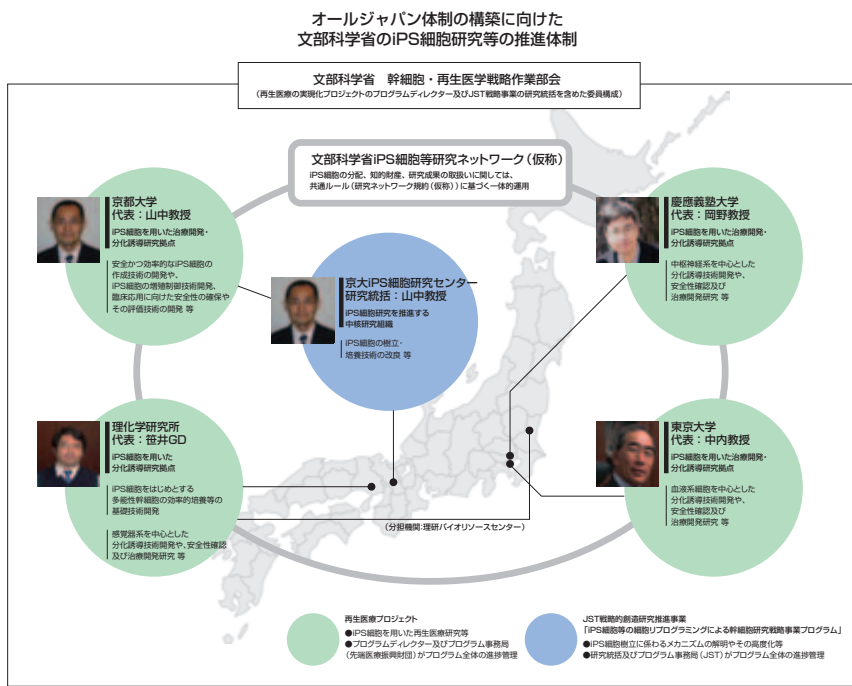 オールジャパン体制の構築に向けた
文部科学省のiPS細胞研究等の推進体制
文部科学省　幹細胞・再生医学戦略作業部会
（再生医療の実現化プロジェクトのプログラムディレクター及びJST戦略事業の研究統括を含めた委員構成）
文部科学省iPS細胞等研究ネットワーク（仮称）
iPS細胞の分配、知的財産、研究成果の取扱いに関しては、
共通ルール（研究ネットワーク規約（仮称））に基づく一体的運用
京都大学
代表：山中教授
iPS細胞を用いた治療開発・
分化誘導研究拠点
安全かつ効率的なiPS細胞の
作成技術の開発や、
iPS細胞の増殖制御技術開発、
臨床応用に向けた安全性の確保や
その評価技術の開発 等
京大iPS細胞研究センター
研究統括：山中教授
iPS細胞研究を推進する
中核研究組織
iPS細胞の樹立・
培養技術の改良 等
慶應義塾大学
代表：岡野教授
iPS細胞を用いた治療開発・
分化誘導研究拠点
中枢神経系を中心とした
分化誘導技術開発や、
安全性確認及び
治療開発研究 等
理化学研究所
代表：笹井GD
iPS細胞を用いた
分化誘導研究拠点
iPS細胞をはじめとする
多能性幹細胞の効率的培養等の
基礎技術開発
感覚器系を中心とした
分化誘導技術開発や、安全性確認
及び治療開発研究 等
東京大学
代表：中内教授
iPS細胞を用いた治療開発・
分化誘導研究拠点
血液系細胞を中心とした
分化誘導技術開発や、
安全性確認及び
治療開発研究 等
（分担機関：理研バイオリソースセンター）
再生医療プロジェクト
●iPS細胞を用いた再生医療研究等
●プログラムディレクター及びプログラム事務局
（先端医療振興財団）がプログラム全体の進捗管理
JST戦略的創造研究推進事業
「iPS細胞等の細胞リプログラミングによる幹細胞研究戦略事業プログラム」
●iPS細胞樹立に係わるメカニズムの解明やその高度化等
●研究統括及びプログラム事務局（JST）がプログラム全体の進捗管理